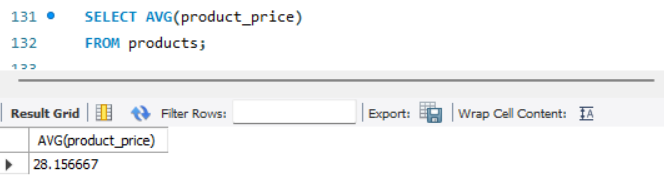 131 SELECT AVG(product_price)
132 FROM products;
Result Grid Filter Rows: Export: Wrap Cell Content: IA
AVG(product_price)
28.156667